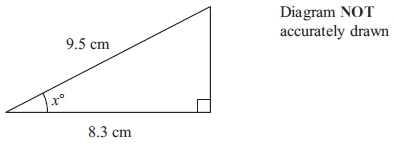 Diagram NOT
accurately drawn
9.5 cm
x°
8.3 cm